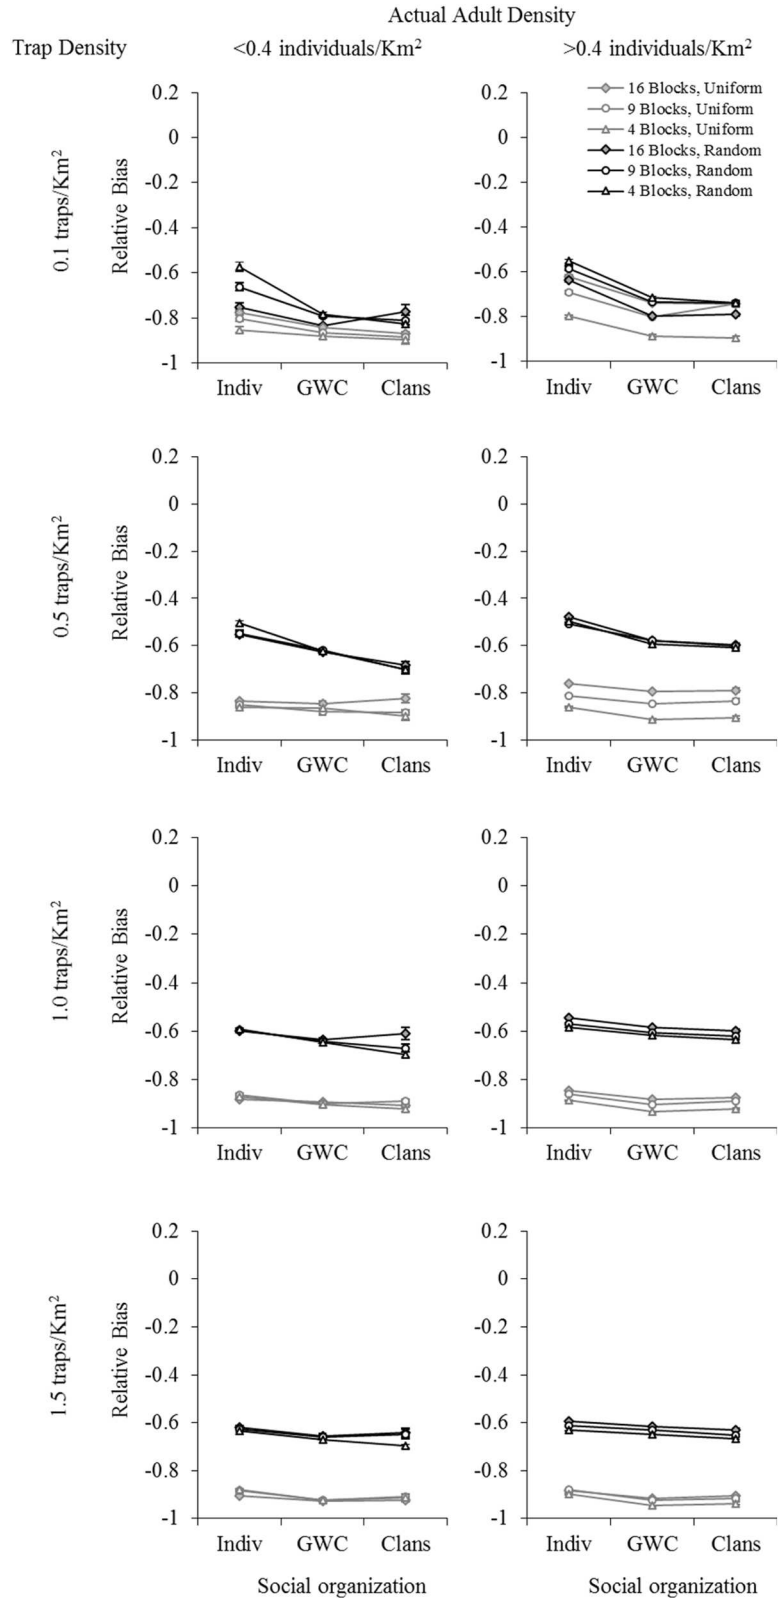 Actual Adult Density
Trap Density
<0.4 individuals/Km²
>0.4 individuals/Km²
0.1 traps/Km²
Relative Bias
0.2
0
-0.2
-0.4
-0.6
-0.8
-1
Indiv GWC Clans
0.2
0
-0.2
-0.4
-0.6
-0.8
-1
Indiv GWC Clans
16 Blocks, Uniform
9 Blocks, Uniform
4 Blocks, Uniform
16 Blocks, Random
9 Blocks, Random
4 Blocks, Random
0.5 traps/Km²
Relative Bias
0.2
0
-0.2
-0.4
-0.6
-0.8
-1
Indiv GWC Clans
0.2
0
-0.2
-0.4
-0.6
-0.8
-1
Indiv GWC Clans
1.0 traps/Km²
Relative Bias
0.2
0
-0.2
-0.4
-0.6
-0.8
-1
Indiv GWC Clans
0.2
0
-0.2
-0.4
-0.6
-0.8
-1
Indiv GWC Clans
1.5 traps/Km²
Relative Bias
0.2
0
-0.2
-0.4
-0.6
-0.8
-1
Indiv GWC Clans
Social organization
0.2
0
-0.2
-0.4
-0.6
-0.8
-1
Indiv GWC Clans
Social organization